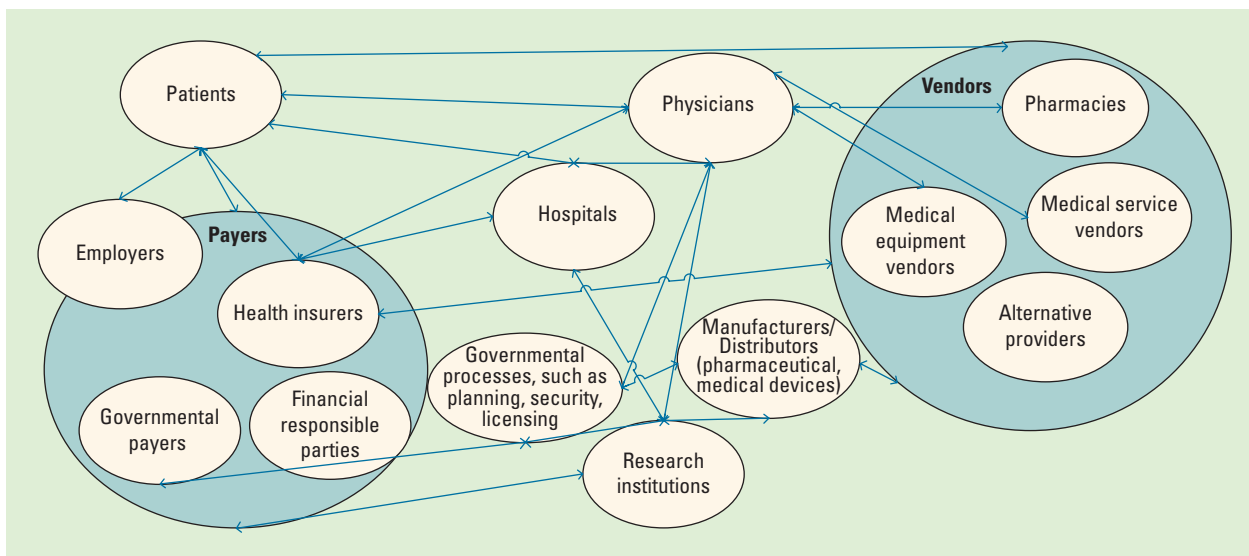 Patients
Physicians
Vendors
Pharmacies
Employers
Payers
Hospitals
Medical
equipment
vendors
Medical service
vendors
Health insurers
Alternative
providers
Governmental
processes, such as
planning, security,
licensing
Manufacturers/
Distributors
(pharmaceutical,
medical devices)
Governmental
payers
Financial
responsible
parties
Research
institutions